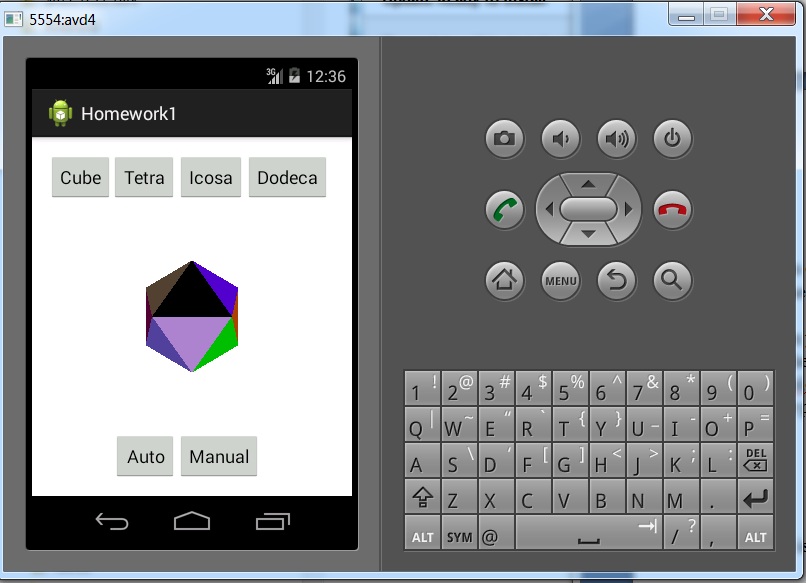 5554:avd4
3G 12:36
Homework1
Cube Tetra Icosa Dodeca
Auto Manual
MENU
1 ! 2 @ 3 # 4 $ 5 % 6 ^ 7 & 8 * 9 ( 0 )
Q | W ~ E “ R ` T { Y } U _ I - O + P =
A S \ D ‘ F [ G ] H < J > K ; L : DEL
Z X C V B N M .
ALT SYM @ / ? , ALT